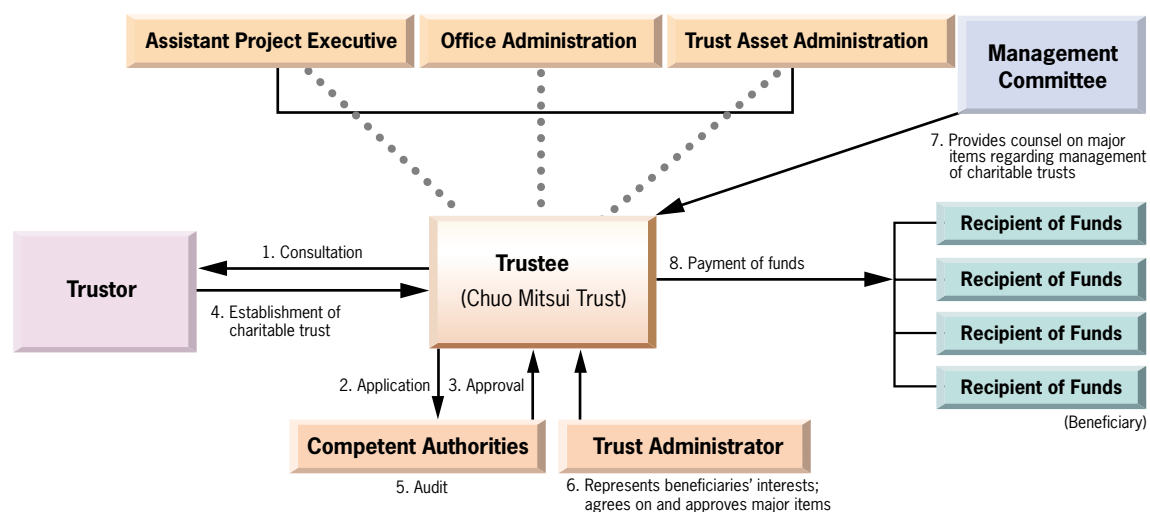 Assistant Project Executive
Office Administration
Trust Asset Administration
Management
Committee
7. Provides counsel on major
items regarding management
of charitable trusts
Trustor
1. Consultation
4. Establishment of
charitable trust
Trustee
(Chuo Mitsui Trust)
8. Payment of funds
Recipient of Funds
Recipient of Funds
Recipient of Funds
Recipient of Funds
(Beneficiary)
2. Application
3. Approval
Competent Authorities
5. Audit
Trust Administrator
6. Represents beneficiaries' interests;
agrees on and approves major items